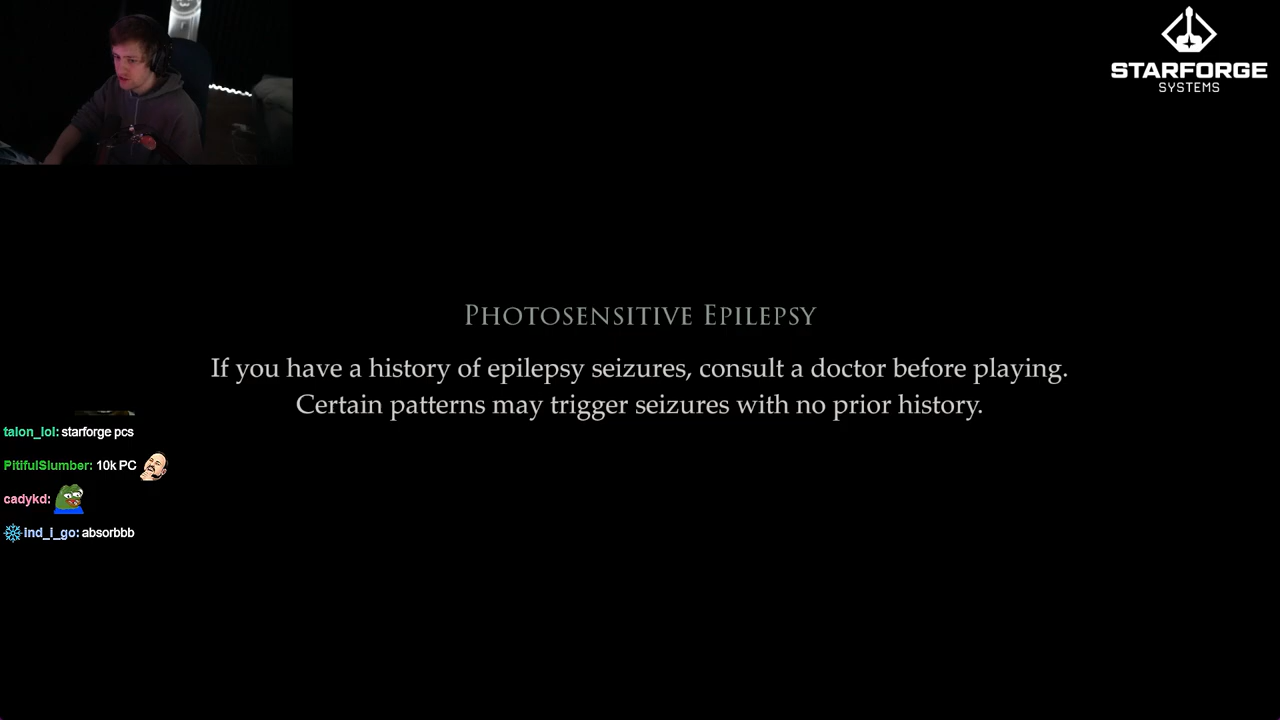 STARFORGE
SYSTEMS
Photosensitive Epilepsy
If you have a history of epilepsy seizures, consult a doctor before playing.
Certain patterns may trigger seizures with no prior history.
talon_lol: starforge pcs
PitifulSlumber: 10k PC
cadykd:
ind_i_go: absorbbb